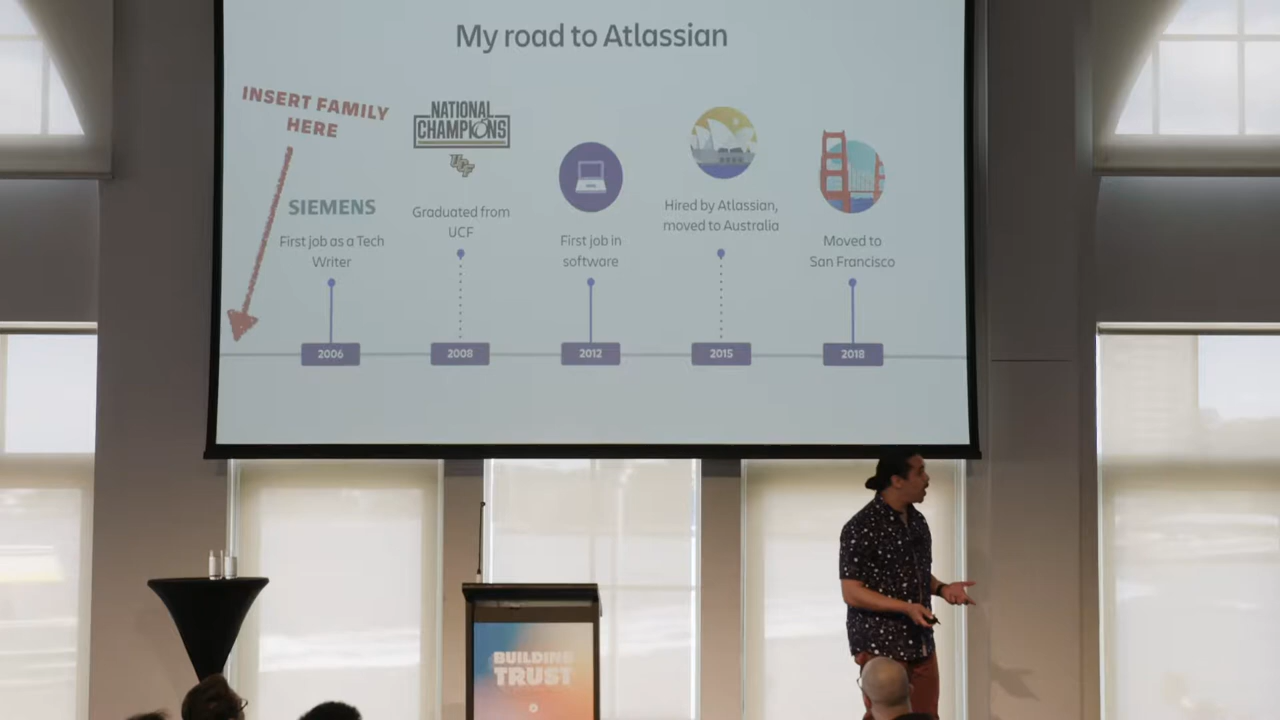 My road to Atlassian
INSERT FAMILY
HERE
SIEMENS
First job as a Tech
Writer
2006
NATIONAL
CHAMPIONS
UCF
Graduated from
UCF
2008
First job in
software
2012
Hired by Atlassian,
moved to Australia
2015
Moved to
San Francisco
2018
BUILDING
TRUST